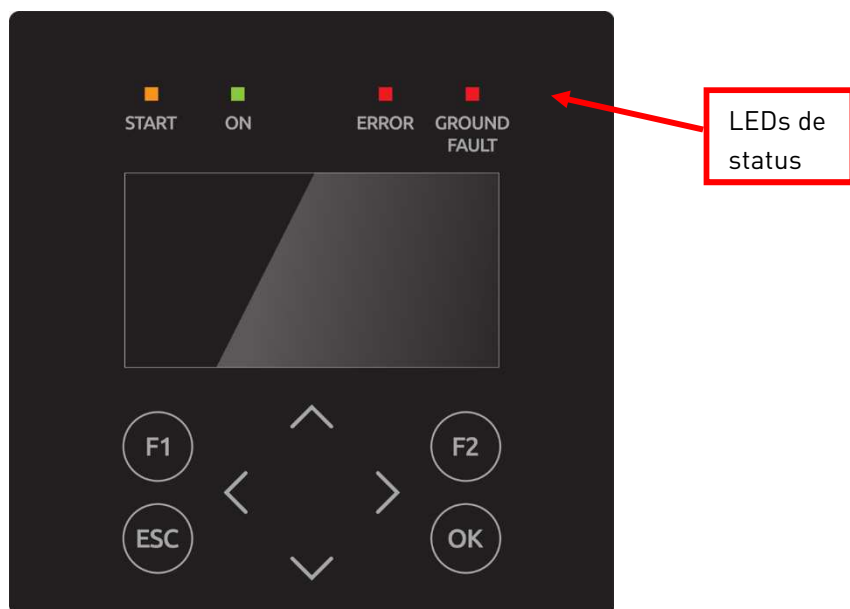 START
ON
ERROR
GROUND
FAULT
LEDs de
status
F1
F2
ESC
OK